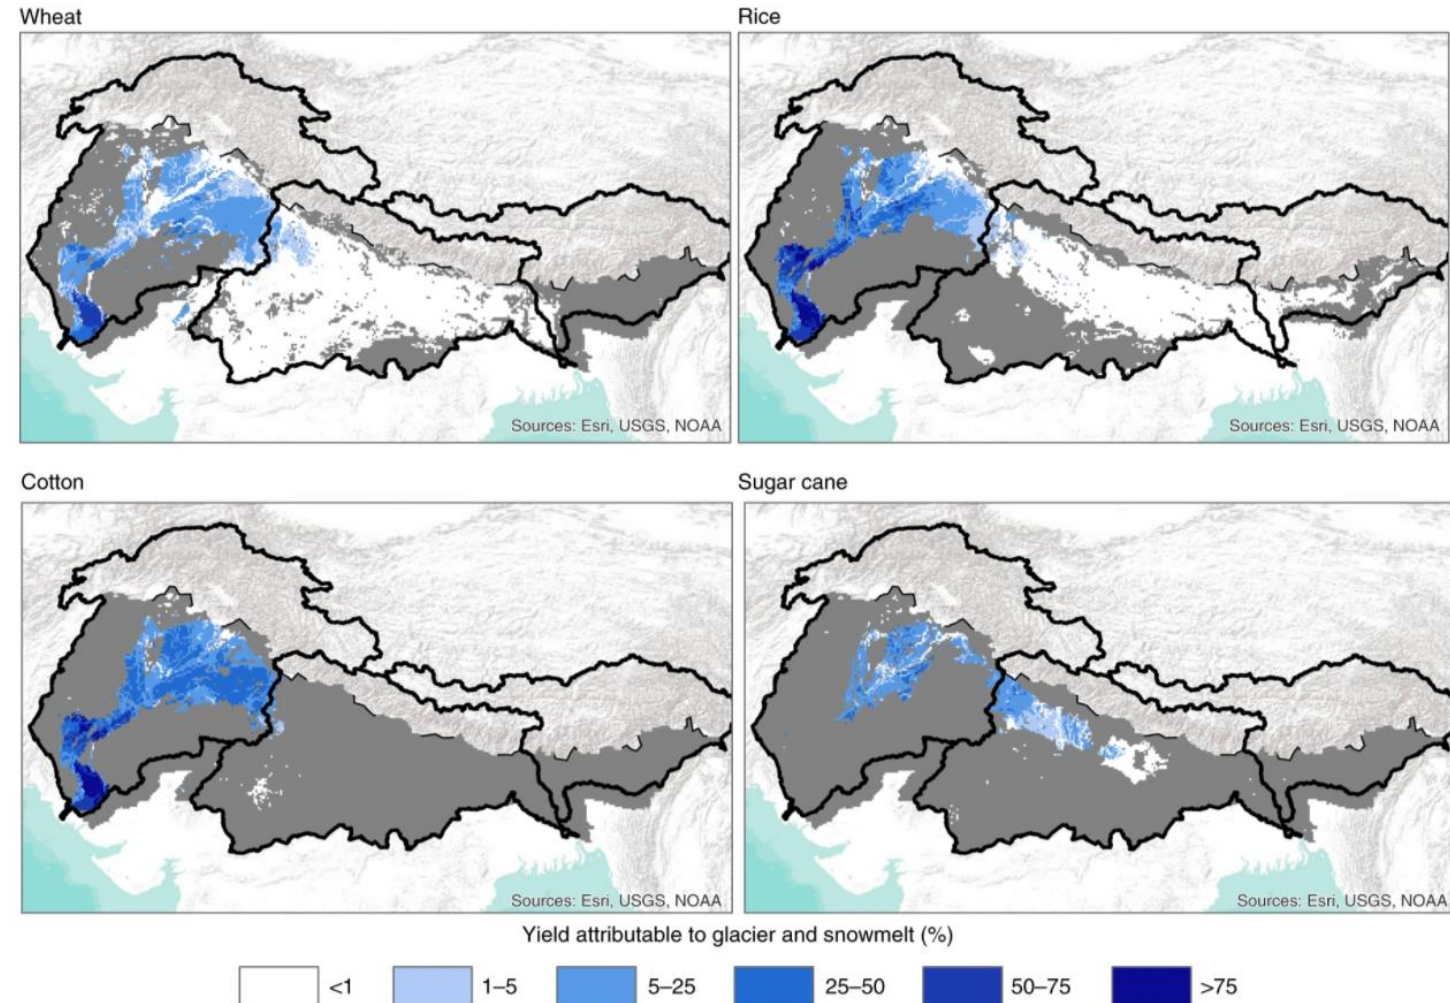 Wheat
Rice
Sources: Esri, USGS, NOAA
Sources: Esri, USGS, NOAA
Cotton
Sugar cane
Sources: Esri, USGS, NOAA
Sources: Esri, USGS, NOAA
Yield attributable to glacier and snowmelt (%)
<1
1–5
5–25
25–50
50–75
>75